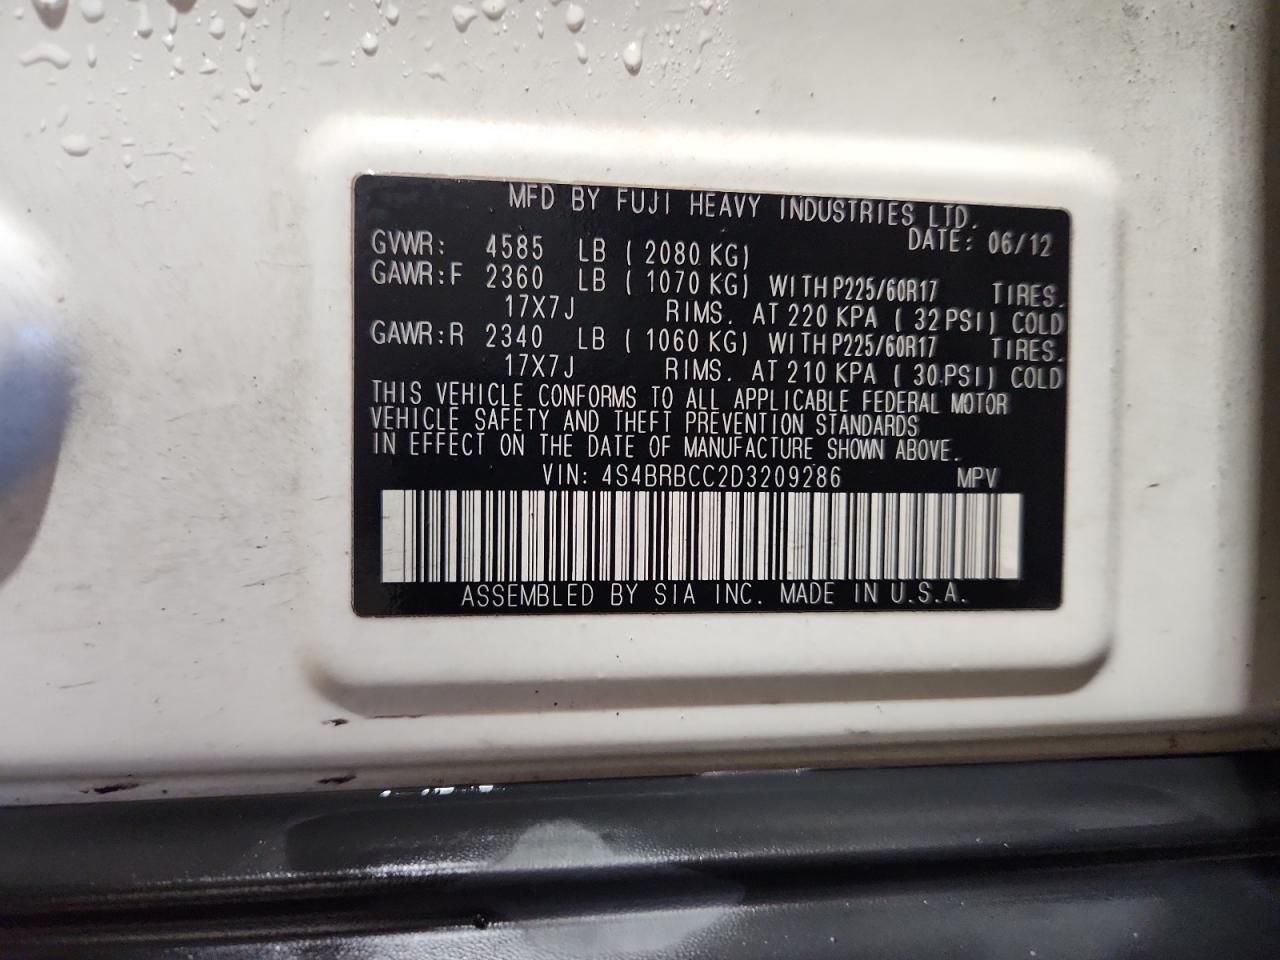 MFD BY FUJI HEAVY INDUSTRIES LTD.
DATE: 06/12
GVWR: 4585 LB ( 2080 KG)
GAWR:F 2360 LB ( 1070 KG) WITH P225/60R17 TIRES.
17X7J RIMS. AT 220 KPA ( 32 PSI) COLD
GAWR:R 2340 LB ( 1060 KG) WITH P225/60R17 TIRES.
17X7J RIMS. AT 210 KPA ( 30 PSI) COLD
THIS VEHICLE CONFORMS TO ALL APPLICABLE FEDERAL MOTOR
VEHICLE SAFETY AND THEFT PREVENTION STANDARDS
IN EFFECT ON THE DATE OF MANUFACTURE SHOWN ABOVE.
VIN: 4S4BRBCC2D3209286 MPV
ASSEMBLED BY SIA INC. MADE IN U.S.A.